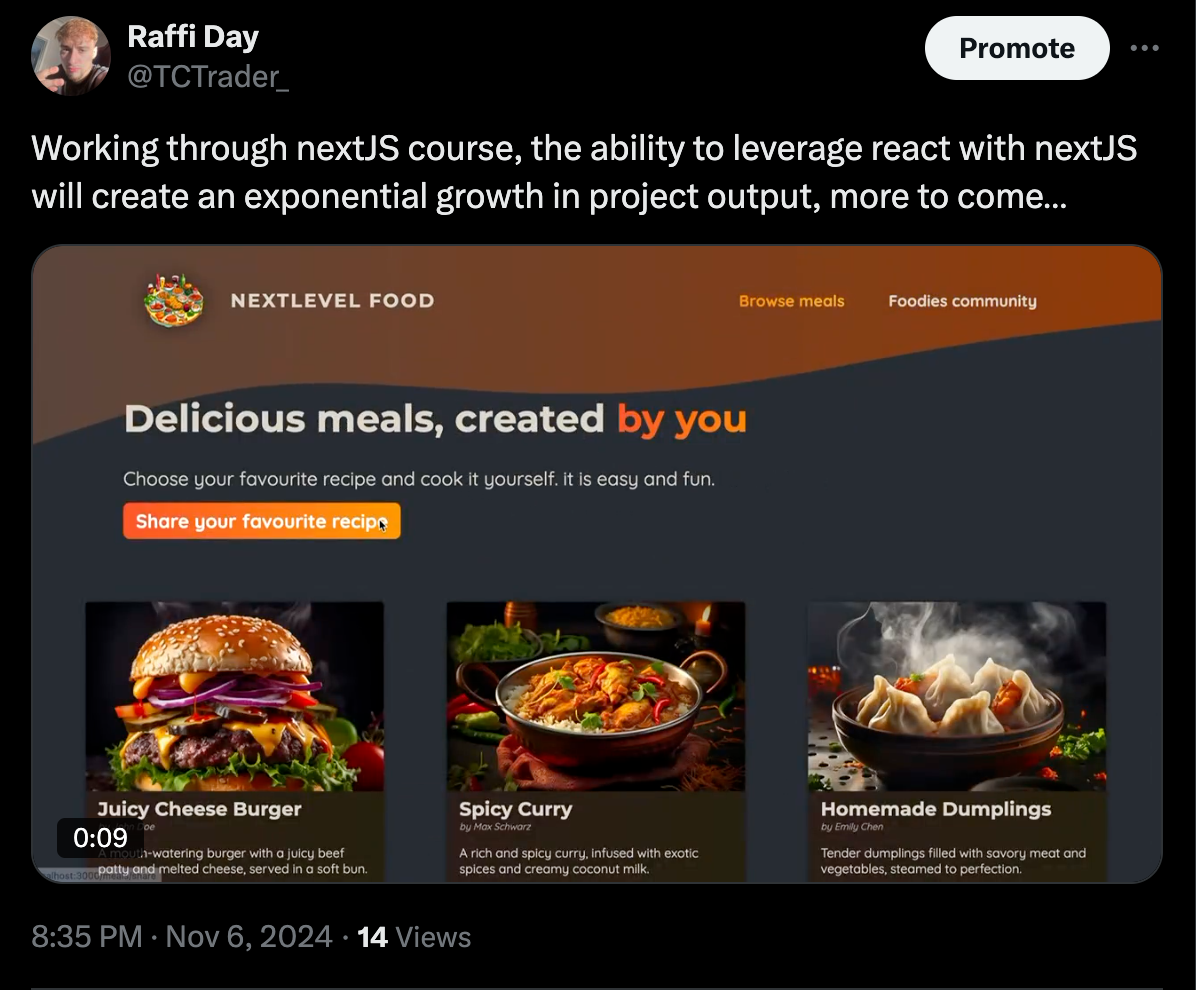 Raffi Day
@TCTrader_
Promote
Working through nextJS course, the ability to leverage react with nextJS
will create an exponential growth in project output, more to come...
NEXTLEVEL FOOD
Browse meals
Foodies community
Delicious meals, created by you
Choose your favourite recipe and cook it yourself. it is easy and fun.
Share your favourite recipe
Juicy Cheese Burger
Spicy Curry
by Max Schwarz
Homemade Dumplings
by Emily Chen
0:09
A mouth-watering burger with a juicy beef
patty and melted cheese, served in a soft bun.
A rich and spicy curry, infused with exotic
spices and creamy coconut milk.
Tender dumplings filled with savory meat and
vegetables, steamed to perfection.
8:35 PM · Nov 6, 2024 · 14 Views